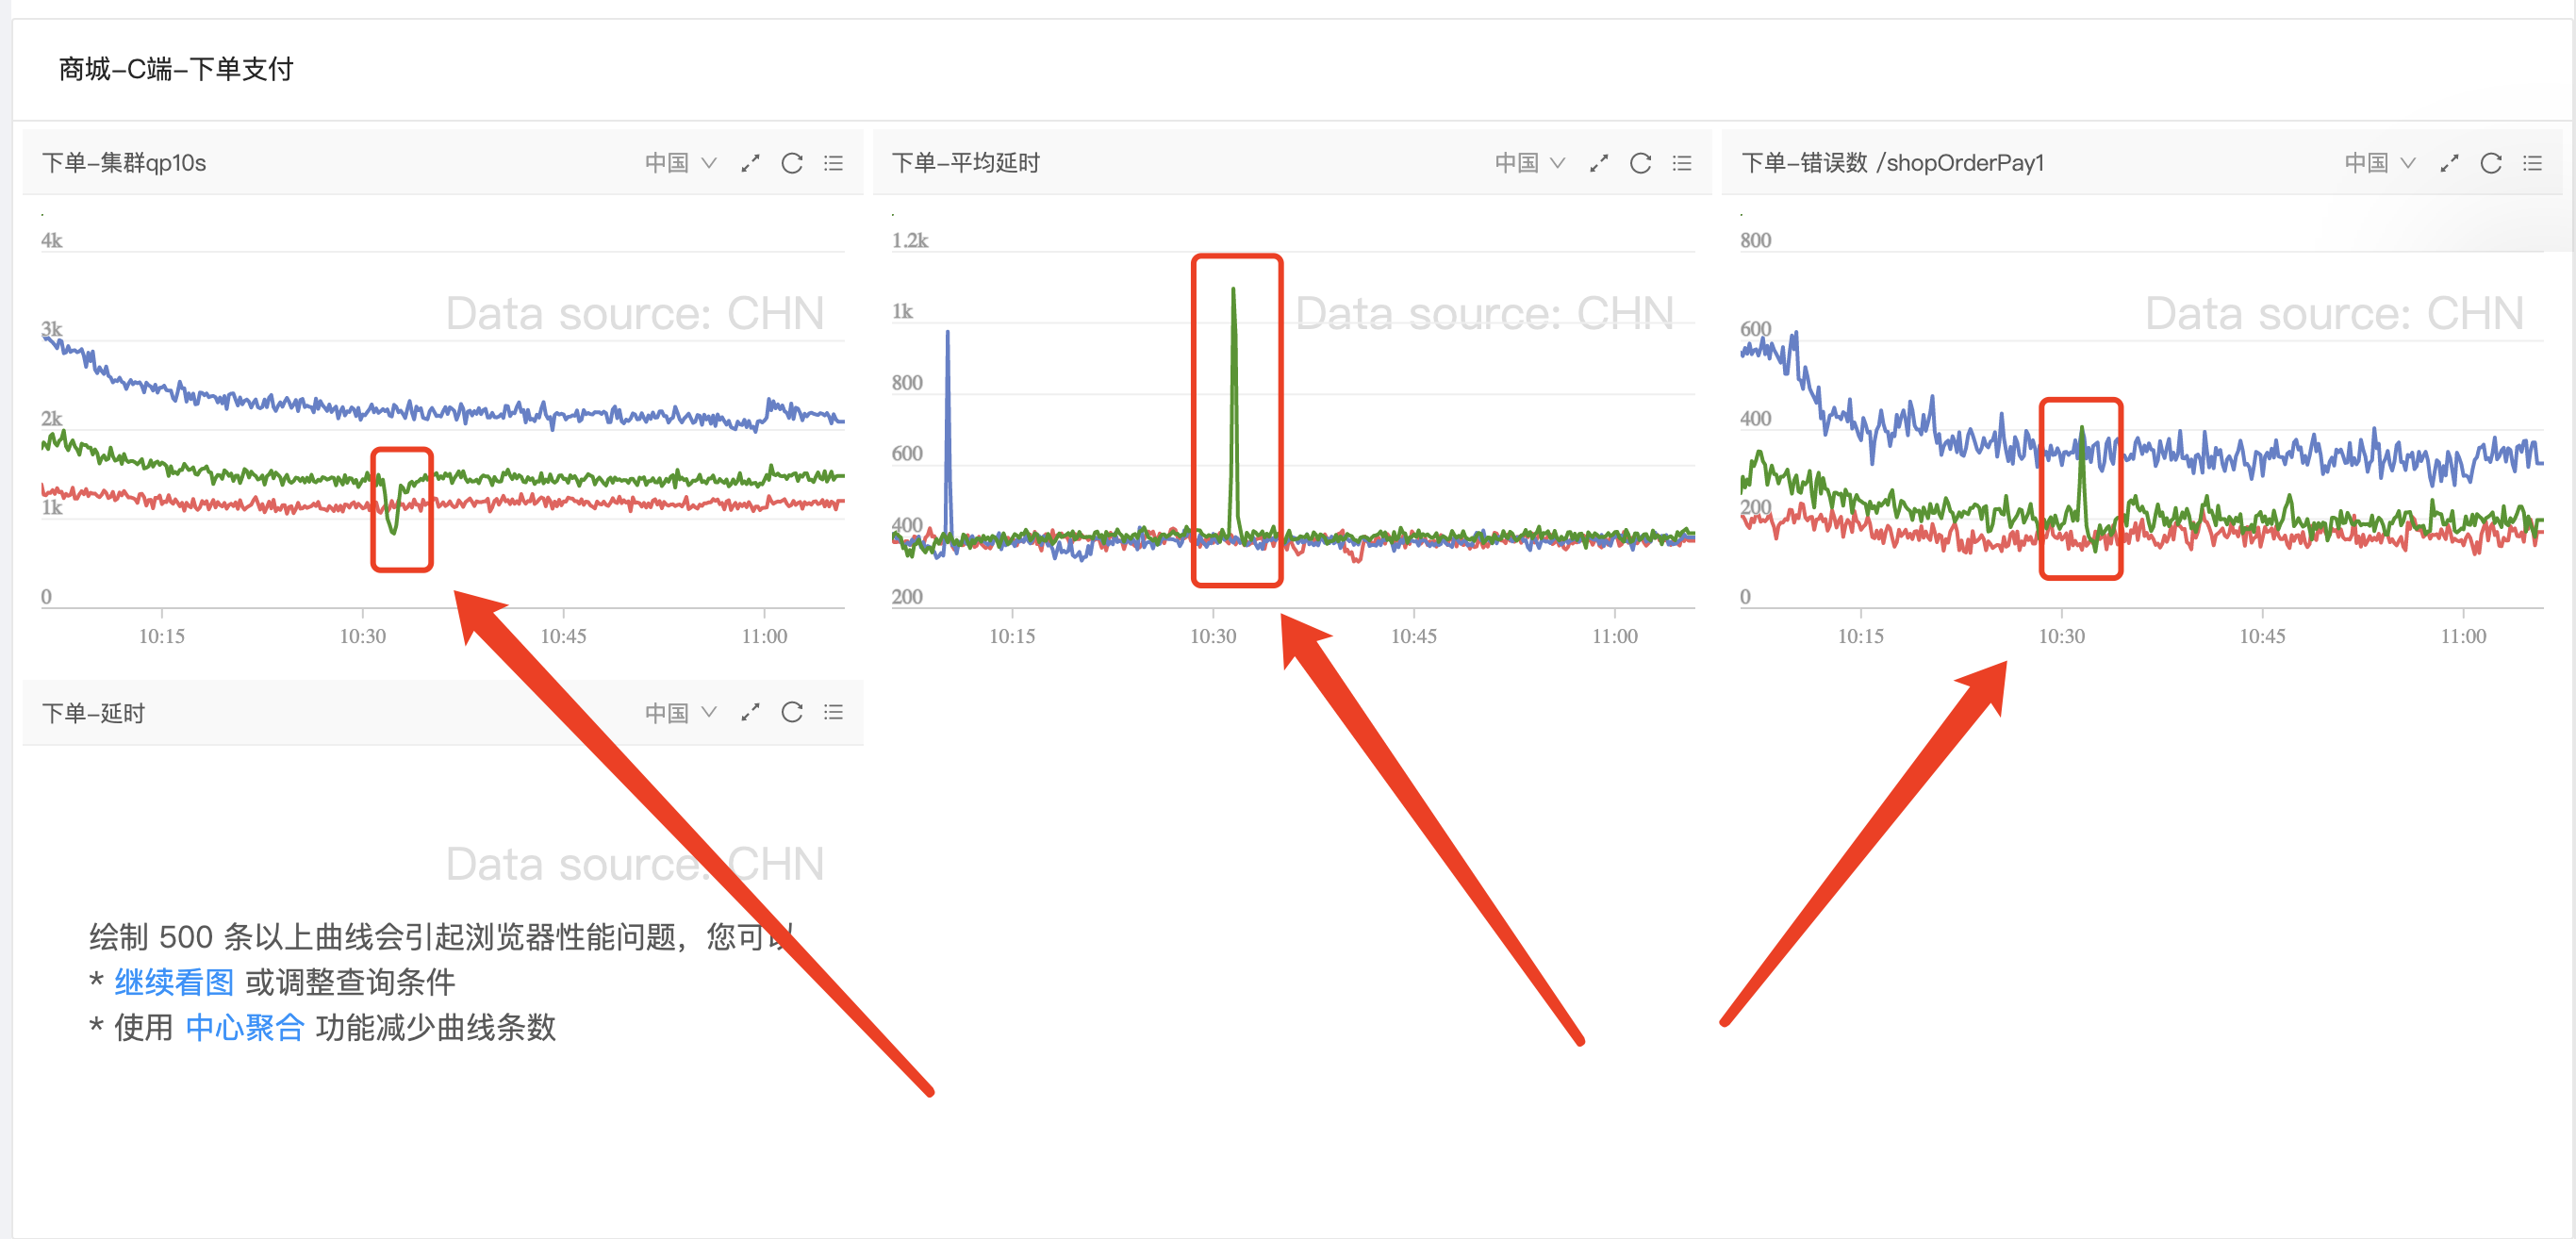 商城-C端-下单支付
下单-集群qp10s 中国
4k
3k
2k
1k
0
Data source: CHN
10:15 10:30 10:45 11:00
下单-平均延时 中国
1.2k
1k
800
600
400
200
Data source: CHN
10:15 10:30 10:45 11:00
下单-错误数 /shopOrderPay1 中国
800
600
400
200
0
Data source: CHN
10:15 10:30 10:45 11:00
下单-延时 中国
Data source: CHN
绘制 500 条以上曲线会引起浏览器性能问题，您可以
* 继续看图 或调整查询条件
* 使用 中心聚合 功能减少曲线条数